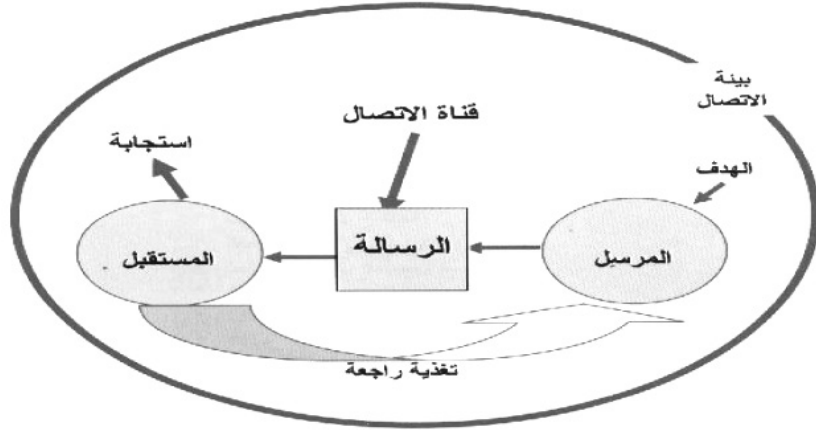 بيئة
الاتصال
قناة الاتصال
استجابة
الهدف
المرسل
الرسالة
المستقبل
تغذية راجعة